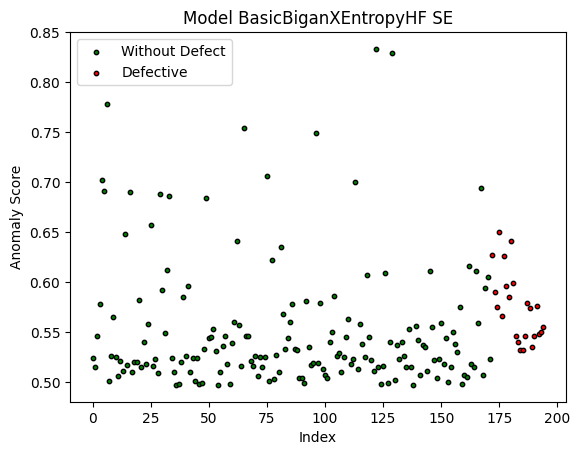 Model BasicBiganXEntropyHF SE
Without Defect
Defective
Anomaly Score
0.85
0.80
0.75
0.70
0.65
0.60
0.55
0.50
0 25 50 75 100 125 150 175 200
Index